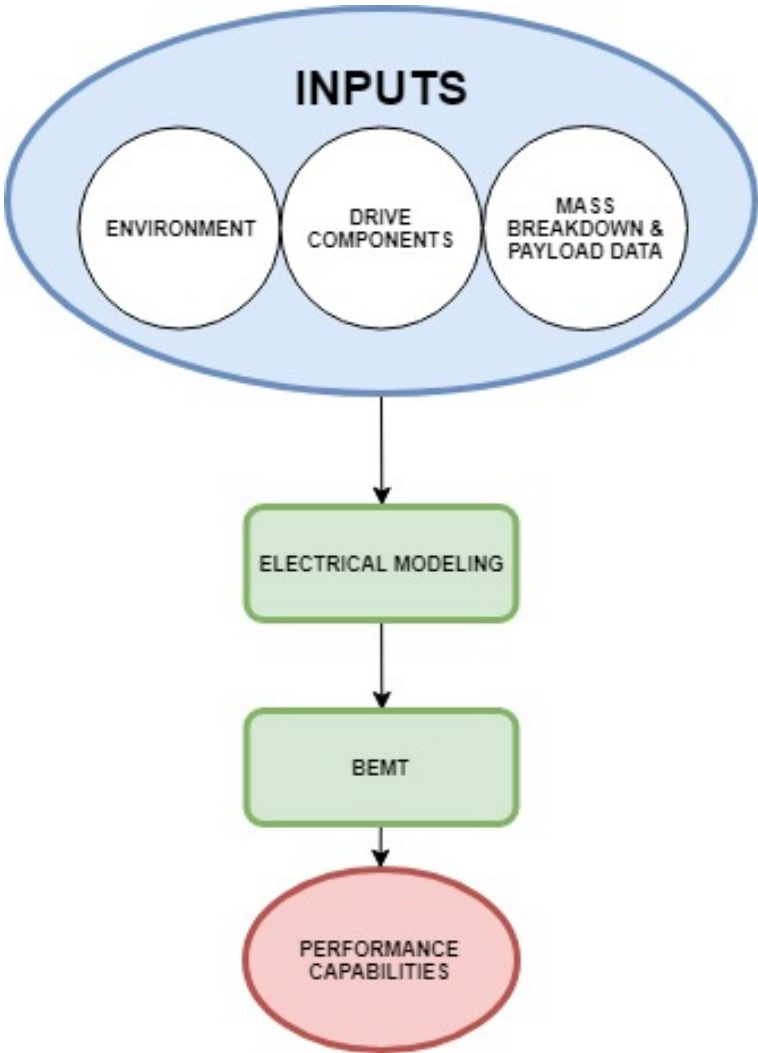 INPUTS
ENVIRONMENT
DRIVE
COMPONENTS
MASS
BREAKDOWN &
PAYLOAD DATA
ELECTRICAL MODELING
BEMT
PERFORMANCE
CAPABILITIES